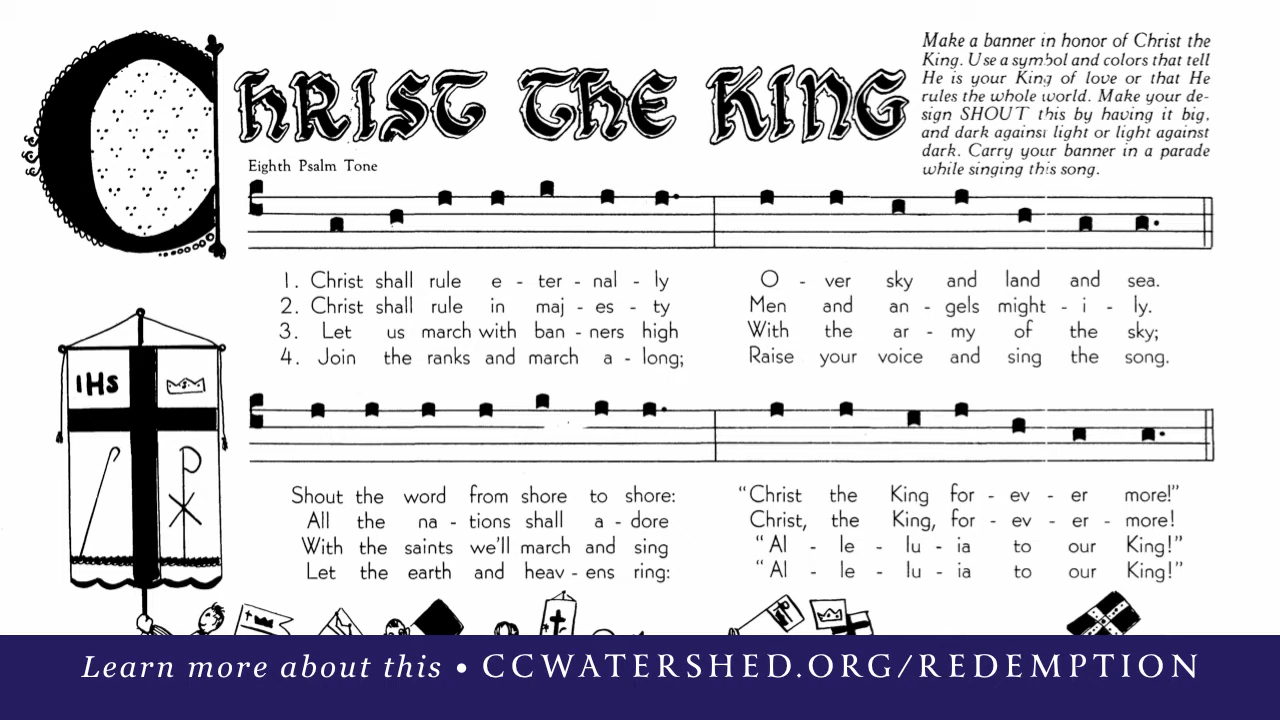 Christ the King
Make a banner in honor of Christ the
King. Use a symbol and colors that tell
He is your King of love or that He
rules the whole world. Make your de-
sign SHOUT this by having it big,
and dark against light or light against
dark. Carry your banner in a parade
while singing this song.
Eighth Psalm Tone
1. Christ shall rule e - ter - nal - ly O - ver sky and land and sea.
2. Christ shall rule in maj - es - ty Men and an - gels might - i - ly.
3. Let us march with ban - ners high With the ar - my of the sky;
4. Join the ranks and march a - long; Raise your voice and sing the song.
IHS
Shout the word from shore to shore: "Christ the King for - ev - er more!"
All the na - tions shall a - dore Christ, the King, for - ev - er - more!
With the saints we'll march and sing "Al - le - lu - ia to our King!"
Let the earth and heav - ens ring: "Al - le - lu - ia to our King!"
Learn more about this • CCWATERSHED.ORG/REDEMPTION